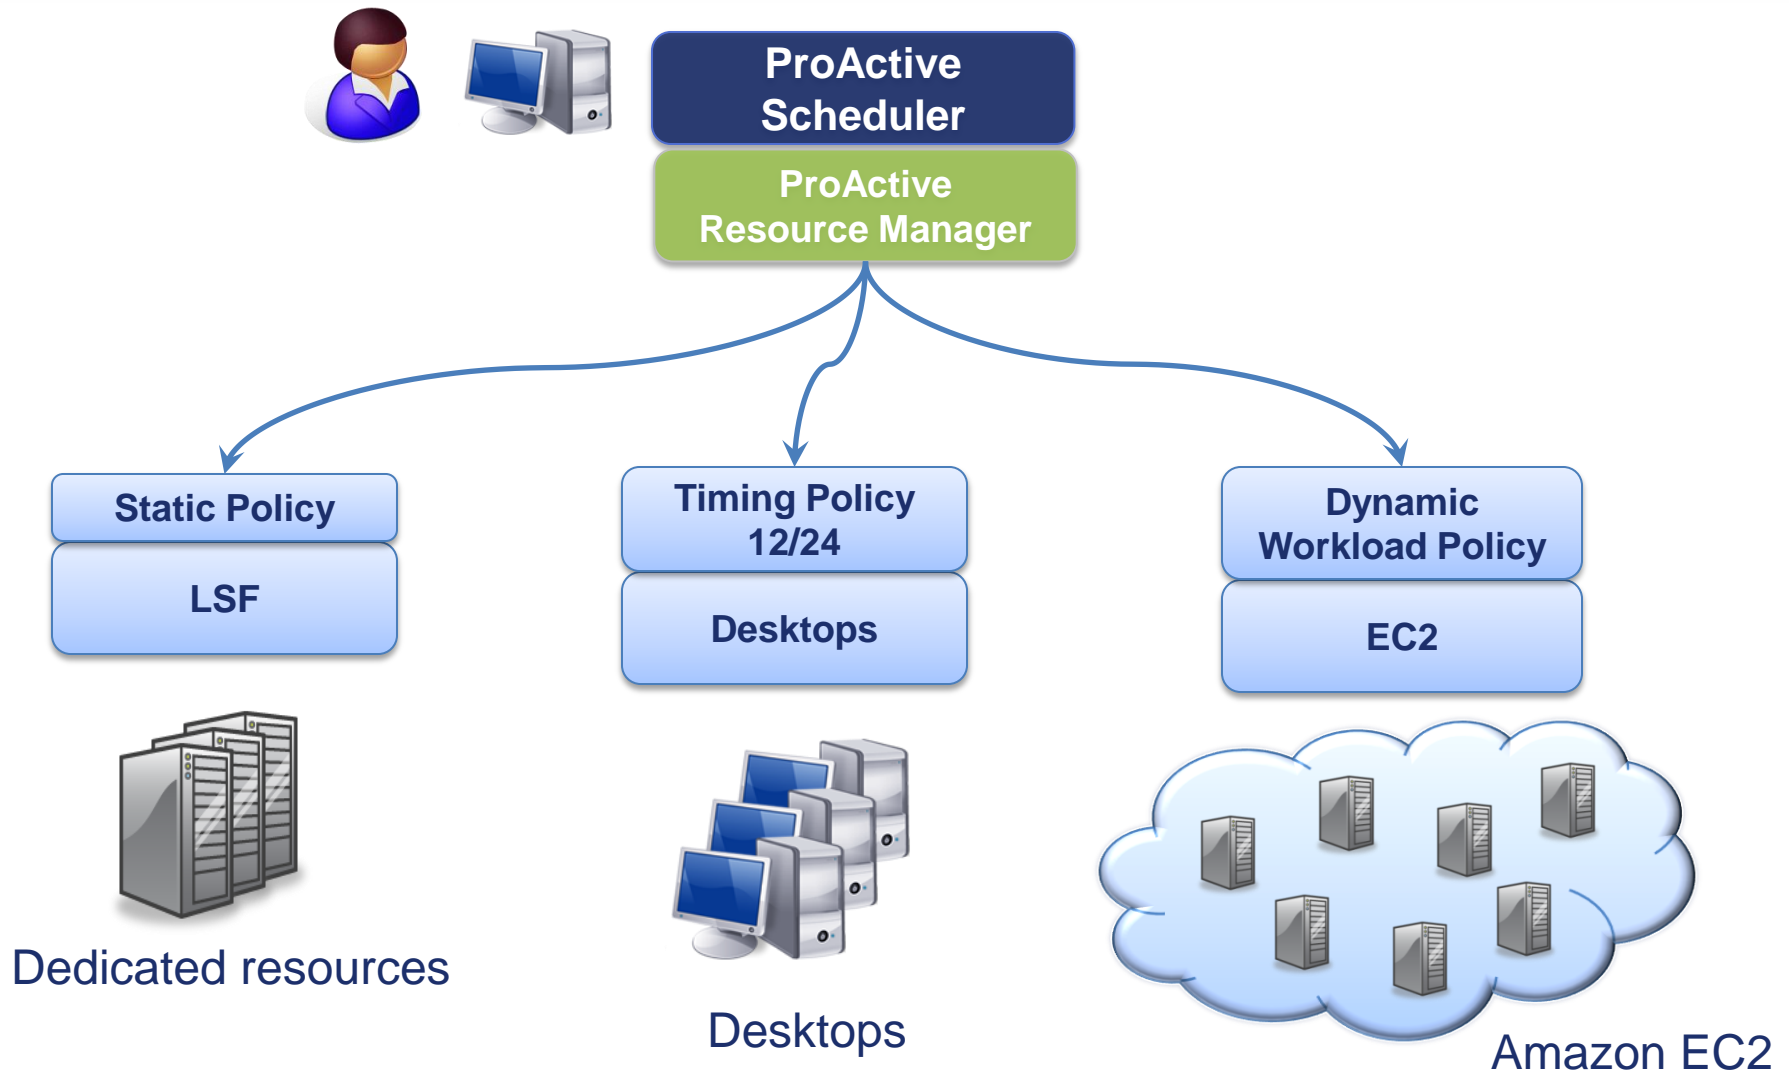 ProActive
Scheduler
ProActive
Resource Manager
Static Policy
LSF
Timing Policy
12/24
Desktops
Dynamic
Workload Policy
EC2
Dedicated resources
Desktops
Amazon EC2